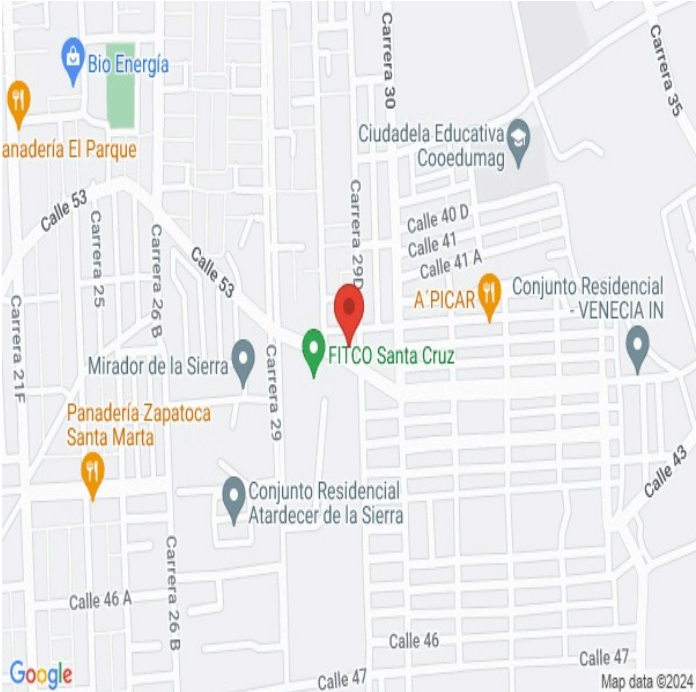 Bio Energía
anadería El Parque
Calle 53
Carrera 25
Carrera 26 B
Calle 53
Carrera 30
Carrera 35
Ciudadela Educativa
Cooedumag
Carrera 29D
Calle 40 D
Calle 41
Calle 41 A
A´PICAR
Conjunto Residencial
- VENECIA IN
Carrera 21F
Mirador de la Sierra
FITCO Santa Cruz
Carrera 29
Panadería Zapatoca
Santa Marta
Conjunto Residencial
Atardecer de la Sierra
Calle 43
Carrera 26 B
Calle 46 A
Calle 46
Calle 47
Calle 47
Google
Map data ©2024